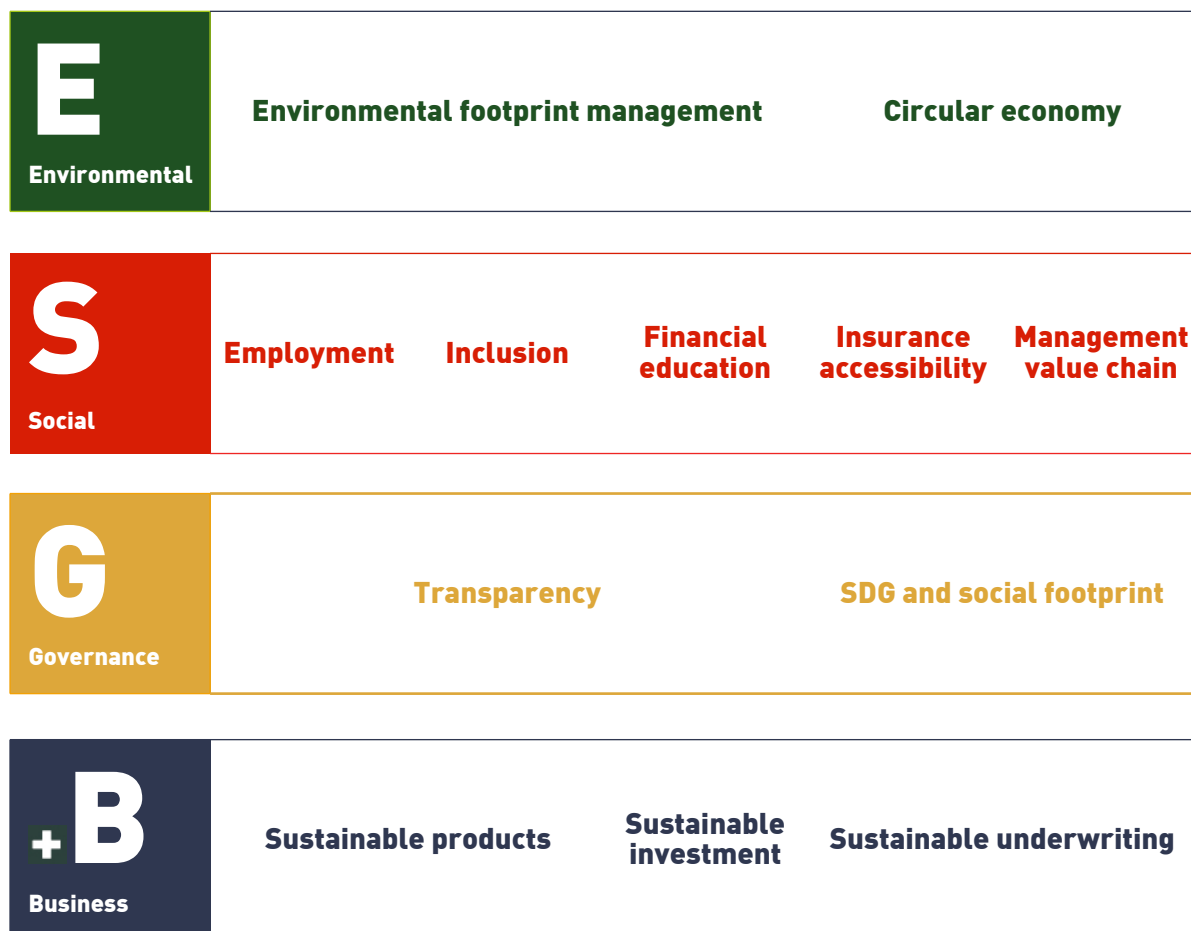 E
Environmental
Environmental footprint management
Circular economy
S
Social
Employment
Inclusion
Financial
education
Insurance
accessibility
Management
value chain
G
Governance
Transparency
SDG and social footprint
+B
Business
Sustainable products
Sustainable
investment
Sustainable underwriting